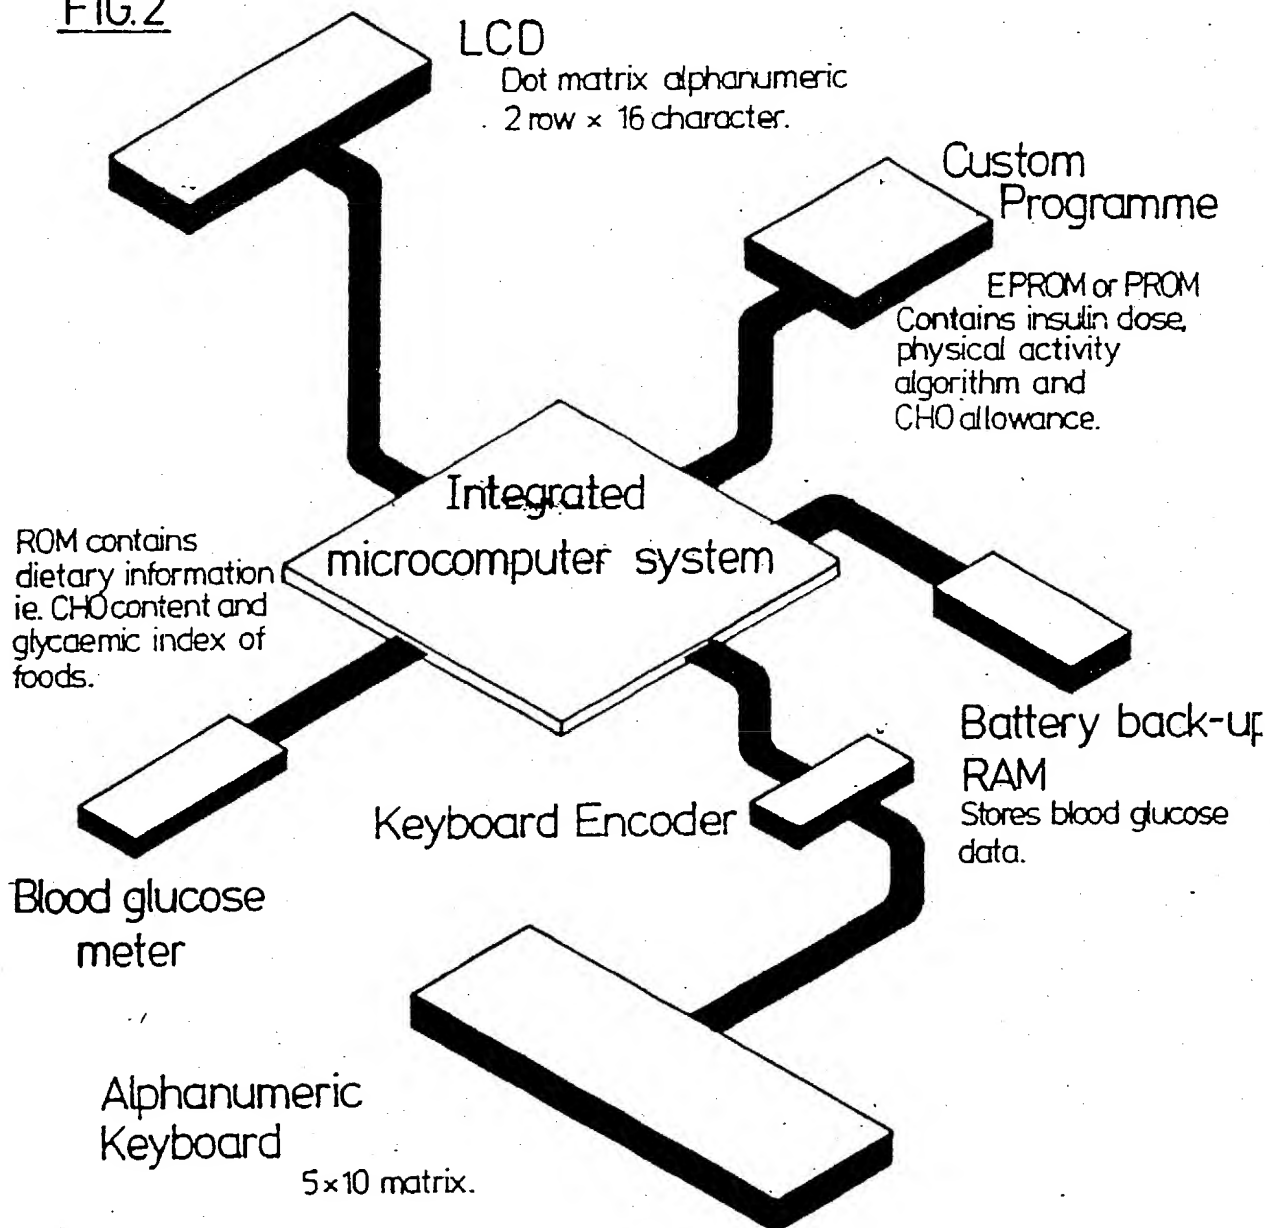 FIG.2
LCD
Dot matrix alphanumeric
2 row × 16 character.
Custom
Programme
EPROM or PROM
Contains insulin dose,
physical activity
algorithm and
CHO allowance.
Integrated
microcomputer system
ROM contains
dietary information
ie. CHO content and
glycaemic index of
foods.
Battery back-up
RAM
Stores blood glucose
data.
Keyboard Encoder
Blood glucose
meter
Alphanumeric
Keyboard
5×10 matrix.